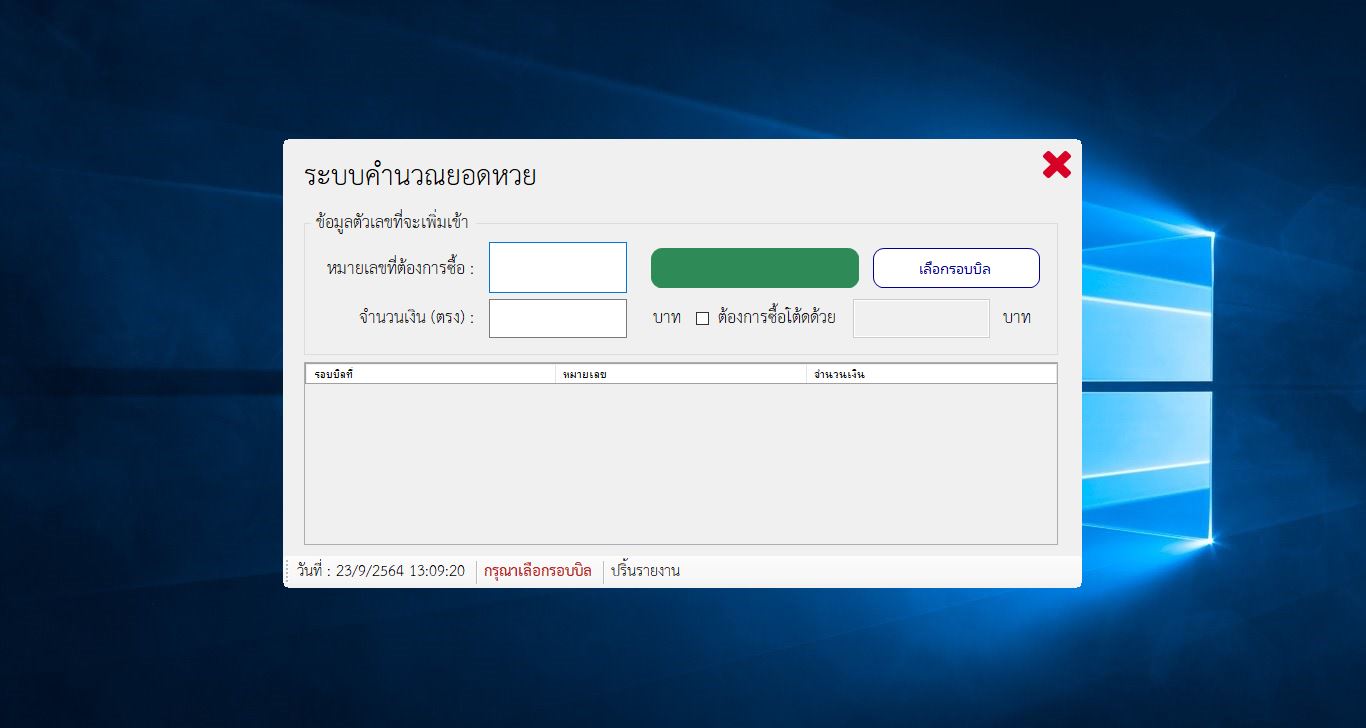 ระบบคำนวณยอดหวย
ข้อมูลตัวเลขที่จะเพิ่มเข้า
หมายเลขที่ต้องการซื้อ :
เลือกรอบบิล
จำนวนเงิน (ตรง) : บาท ต้องการซื้อโต้ดด้วย บาท
รอบบิลที่ หมายเลข จำนวนเงิน
วันที่ : 23/9/2564 13:09:20 กรุณาเลือกรอบบิล ปริ้นรายงาน